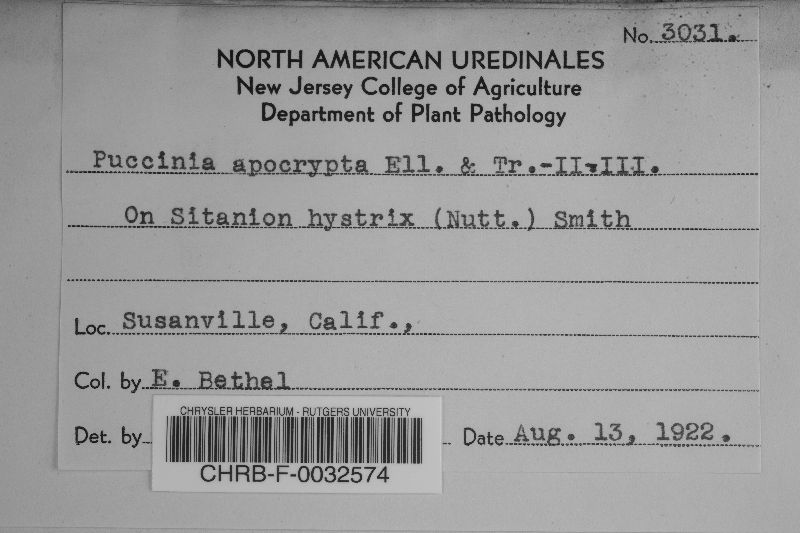 No. 3031.
NORTH AMERICAN UREDINALES
New Jersey College of Agriculture
Department of Plant Pathology
Puccinia apocrypta Ell. & Tr.-II-III.
On Sitanion hystrix (Nutt.) Smith
Loc. Susanville, Calif.,
Col. by E. Bethel
Det. by
Date Aug. 13, 1922.
CHRYSLER HERBARIUM - RUTGERS UNIVERSITY
CHRB-F-0032574